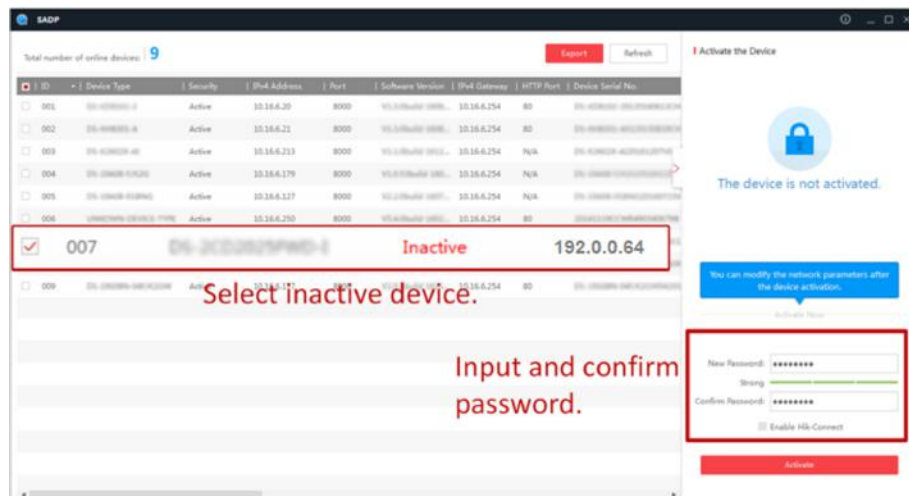 SADP
Total number of online devices: 9
Export
Refresh
ID | Device Type | Security | IPv4 Address | Port | Software Version | IPv4 Gateway | HTTP Port | Device Serial No.
001 Active 10.16.6.20 8000 10.16.6.254 80
002 Active 10.16.6.21 8000 10.16.6.254 80
003 Active 10.16.6.213 8000 10.16.6.254 N/A
004 Active 10.16.6.179 8000 10.16.6.254 N/A
005 Active 10.16.6.127 8000 10.16.6.254 N/A
006 Active 10.16.6.250 8000 10.16.6.254 80
007 Inactive 192.0.0.64
009 8000 10.16.6.254 80
Select inactive device.
Input and confirm
password.
Activate the Device
The device is not activated.
You can modify the network parameters after
the device activation.
Activate Now
New Password:
Strong
Confirm Password:
Enable Hik-Connect
Activate